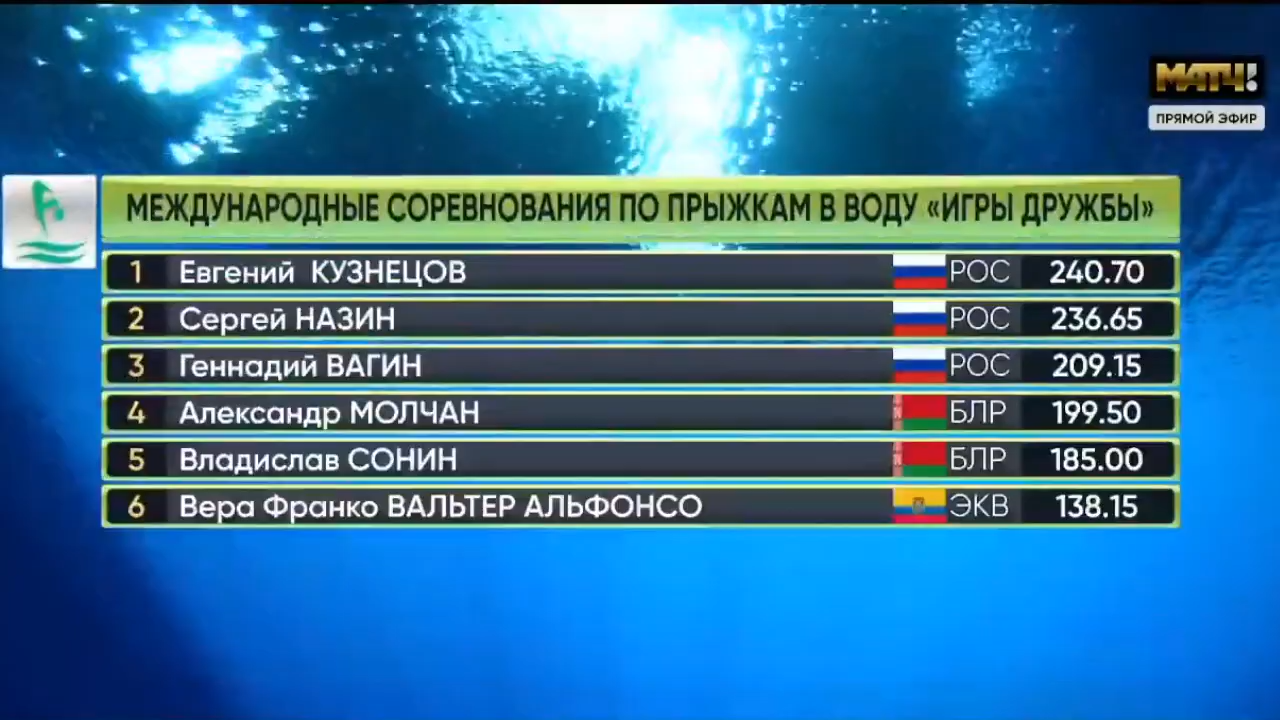 МАТЧ!
ПРЯМОЙ ЭФИР
МЕЖДУНАРОДНЫЕ СОРЕВНОВАНИЯ ПО ПРЫЖКАМ В ВОДУ «ИГРЫ ДРУЖБЫ»
1 Евгений КУЗНЕЦОВ РОС 240.70
2 Сергей НАЗИН РОС 236.65
3 Геннадий ВАГИН РОС 209.15
4 Александр МОЛЧАН БЛР 199.50
5 Владислав СОНИН БЛР 185.00
6 Вера Франко ВАЛЬТЕР АЛЬФОНСО ЭКВ 138.15